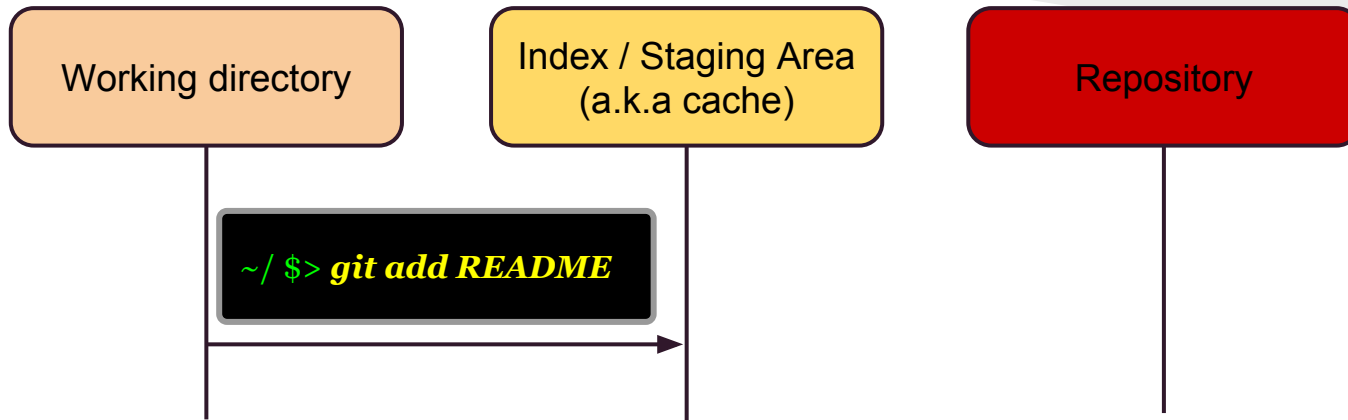 Working directory
Index / Staging Area
(a.k.a cache)
Repository
~/ $> git add README